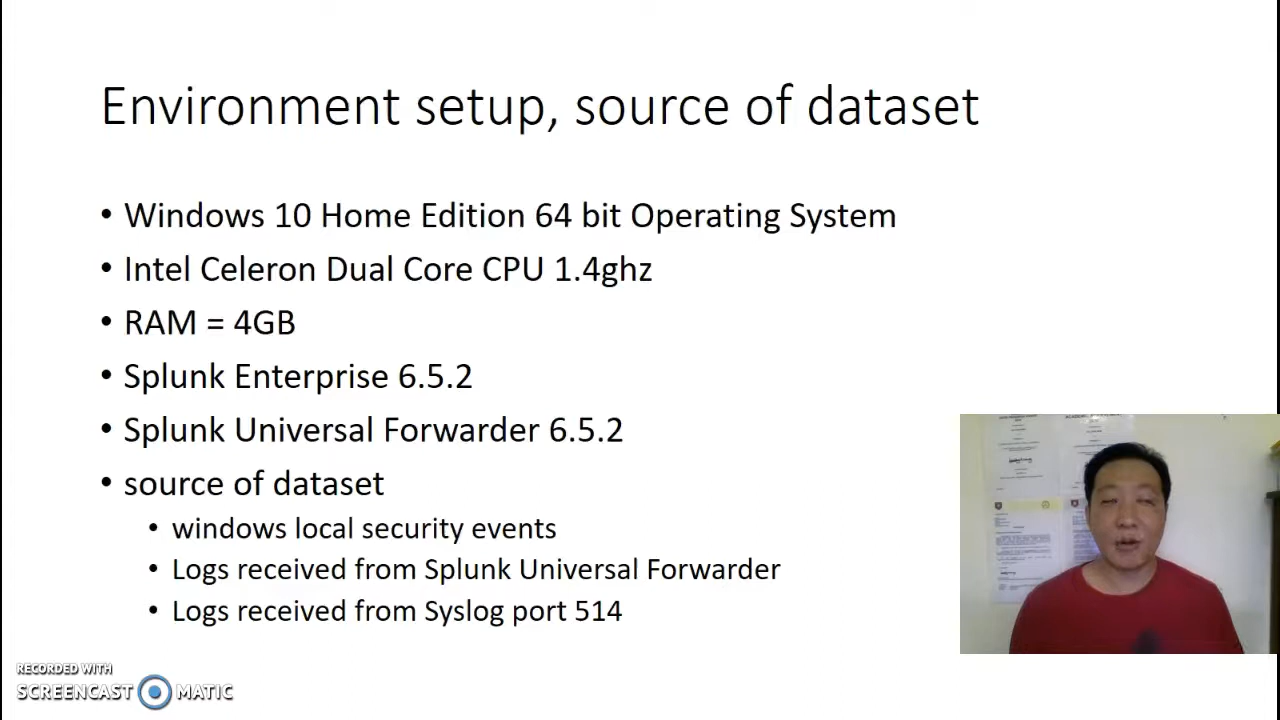 Environment setup, source of dataset
• Windows 10 Home Edition 64 bit Operating System
• Intel Celeron Dual Core CPU 1.4ghz
• RAM = 4GB
• Splunk Enterprise 6.5.2
• Splunk Universal Forwarder 6.5.2
• source of dataset
• windows local security events
• Logs received from Splunk Universal Forwarder
• Logs received from Syslog port 514
RECORDED WITH
SCREENCAST MATIC